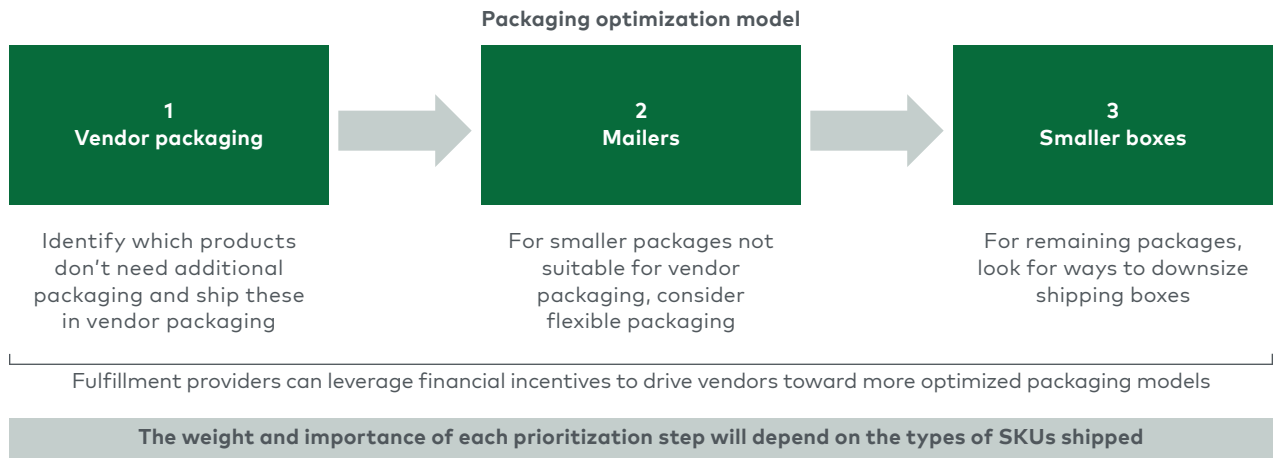 Packaging optimization model
1
Vendor packaging
Identify which products
don't need additional
packaging and ship these
in vendor packaging
2
Mailers
For smaller packages not
suitable for vendor
packaging, consider
flexible packaging
3
Smaller boxes
For remaining packages,
look for ways to downsize
shipping boxes
Fulfillment providers can leverage financial incentives to drive vendors toward more optimized packaging models
The weight and importance of each prioritization step will depend on the types of SKUs shipped